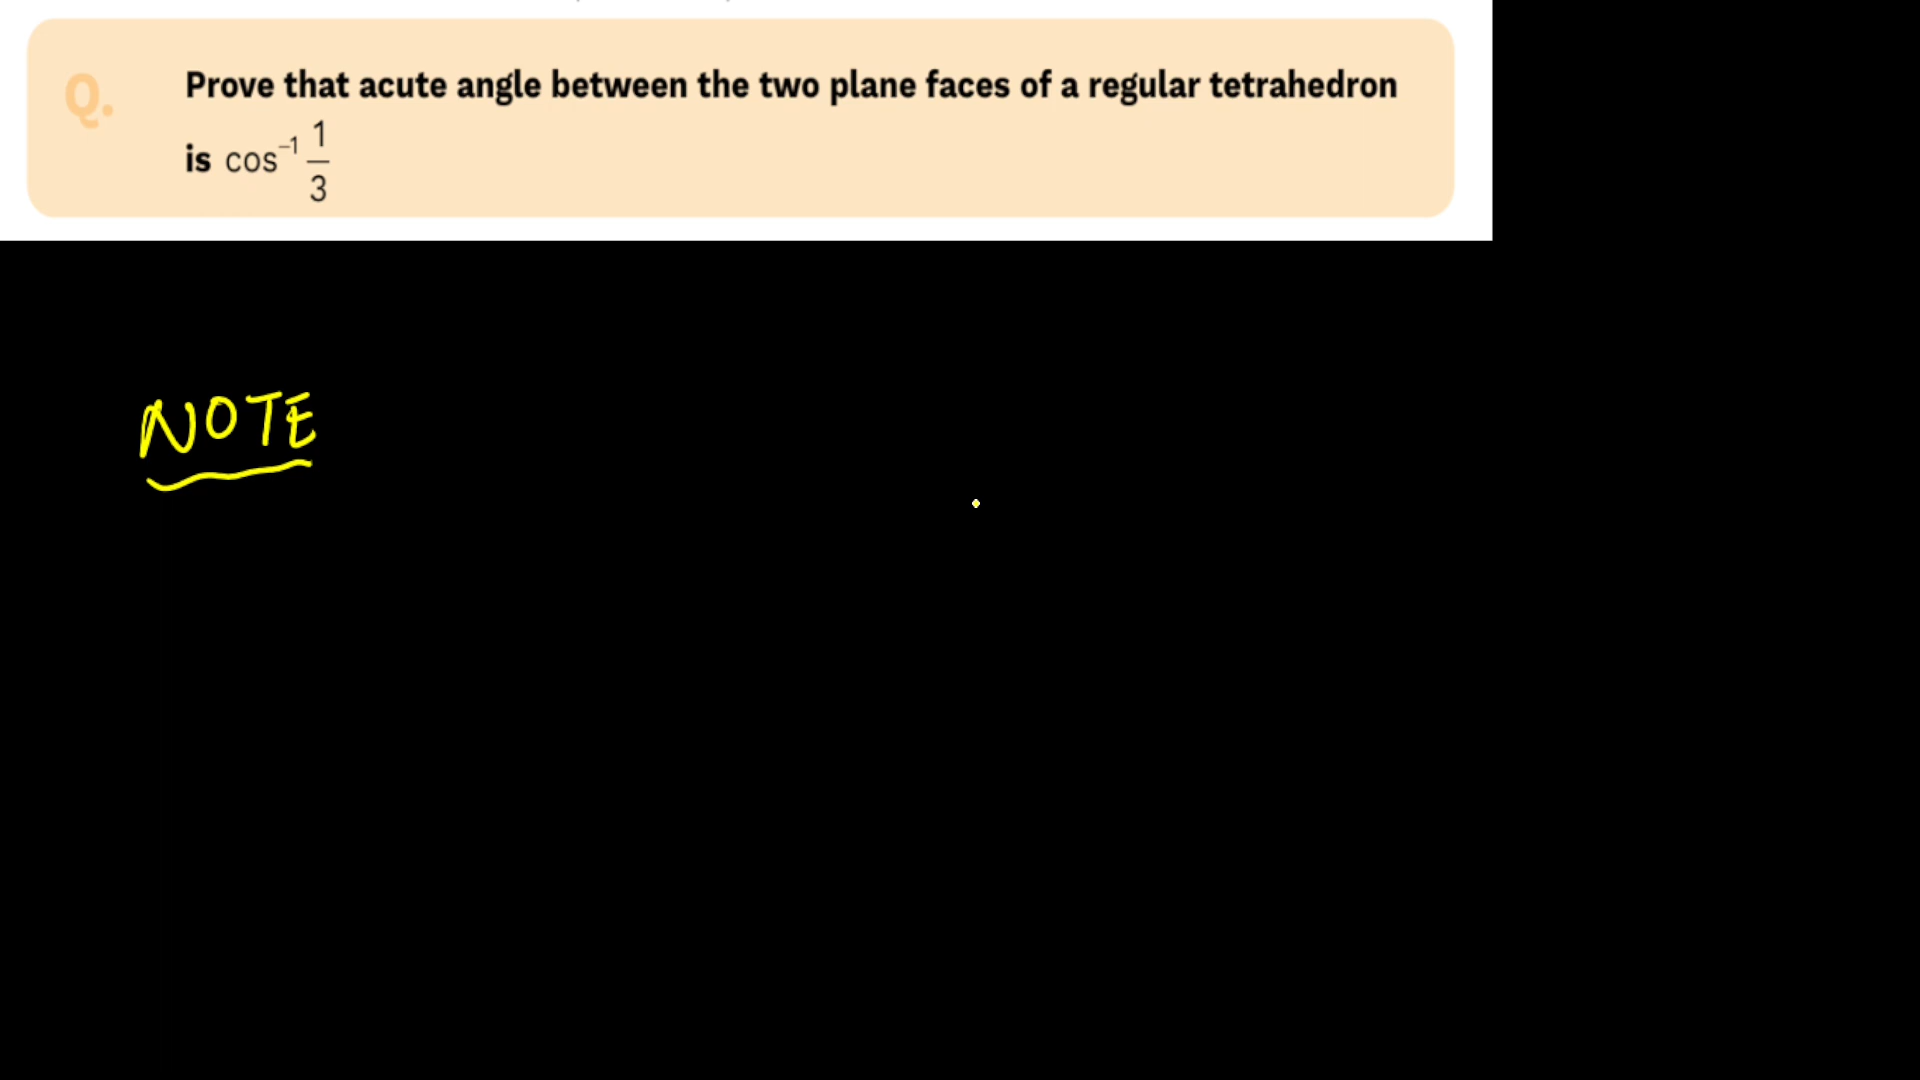 Q. Prove that acute angle between the two plane faces of a regular tetrahedron
is cos⁻¹ 1/3
NOTE